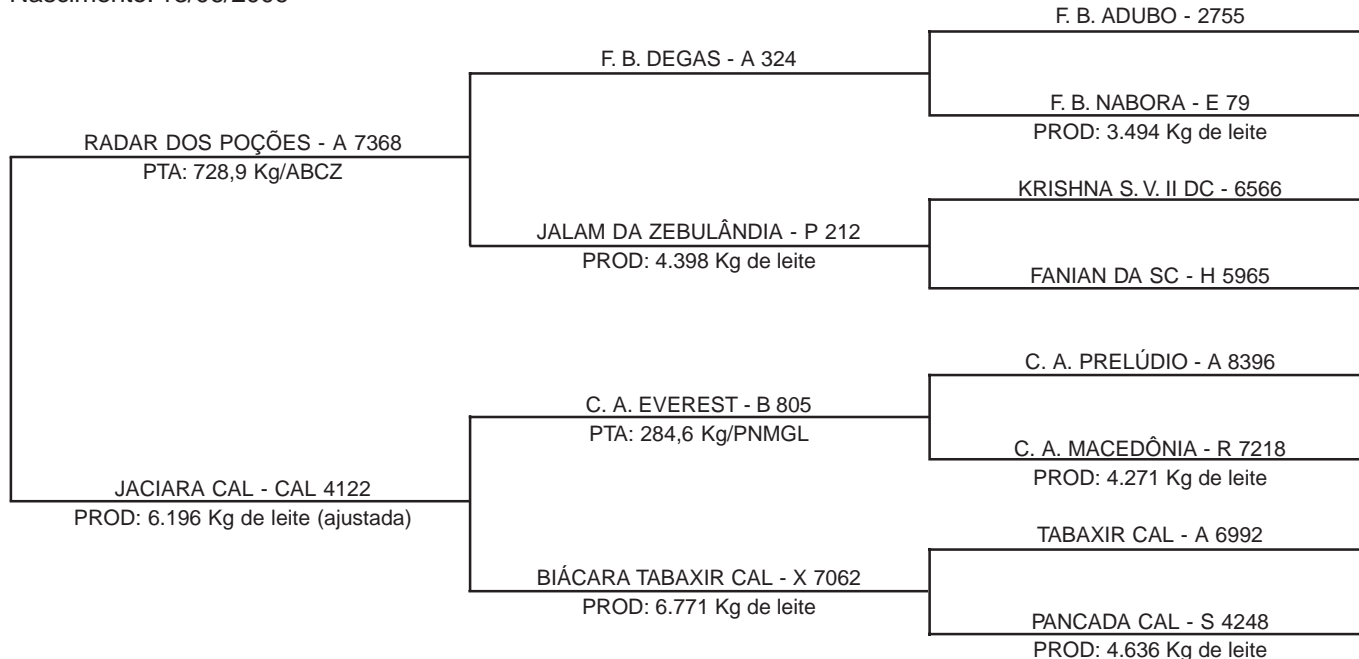 F. B. ADUBO - 2755
F. B. DEGAS - A 324
F. B. NABORA - E 79
PROD: 3.494 Kg de leite
RADAR DOS POÇÕES - A 7368
PTA: 728,9 Kg/ABCZ
KRISHNA S. V. II DC - 6566
JALAM DA ZEBULÂNDIA - P 212
PROD: 4.398 Kg de leite
FANIAN DA SC - H 5965
C. A. PRELÚDIO - A 8396
C. A. EVEREST - B 805
PTA: 284,6 Kg/PNMGL
C. A. MACEDÔNIA - R 7218
PROD: 4.271 Kg de leite
JACIARA CAL - CAL 4122
PROD: 6.196 Kg de leite (ajustada)
TABAXIR CAL - A 6992
BIÁCARA TABAXIR CAL - X 7062
PROD: 6.771 Kg de leite
PANCADA CAL - S 4248
PROD: 4.636 Kg de leite